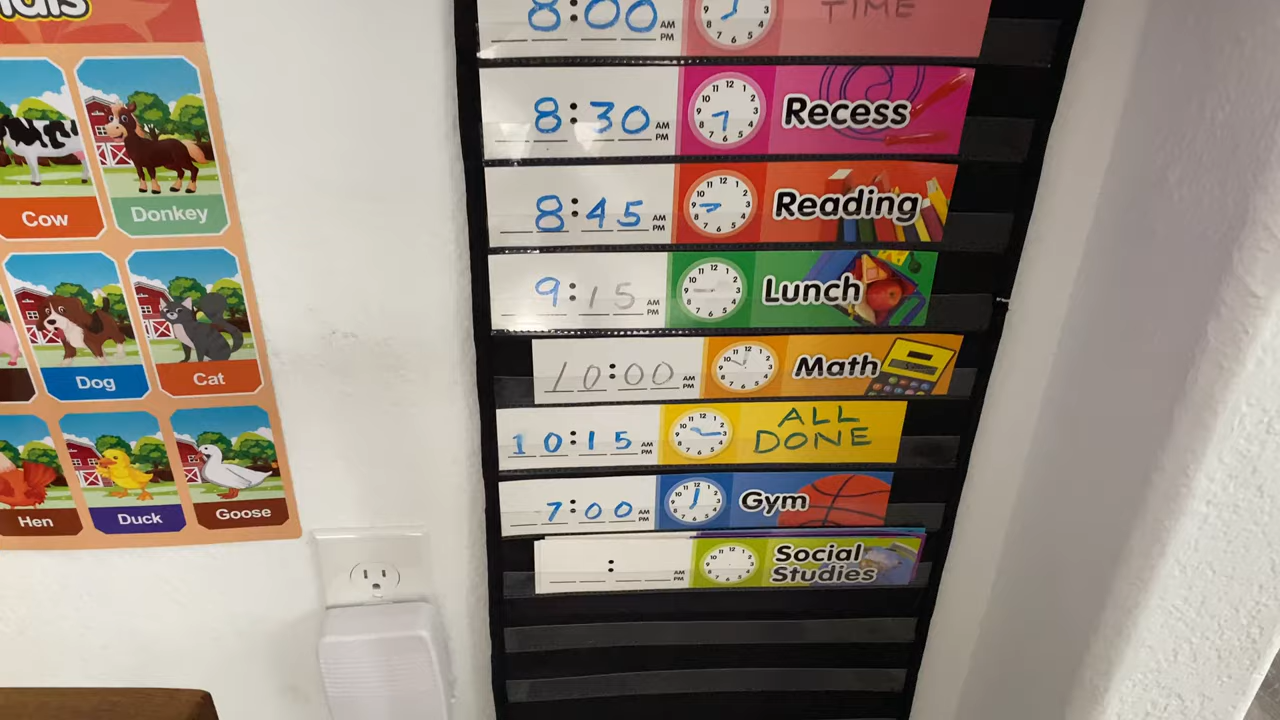 8:00 AM PM TIME
8:30 AM PM Recess
8:45 AM PM Reading
9:15 AM PM Lunch
10:00 AM PM Math
10:15 AM PM ALL DONE
7:00 AM PM Gym
: AM PM Social Studies
Cow Donkey
Dog Cat
Hen Duck Goose